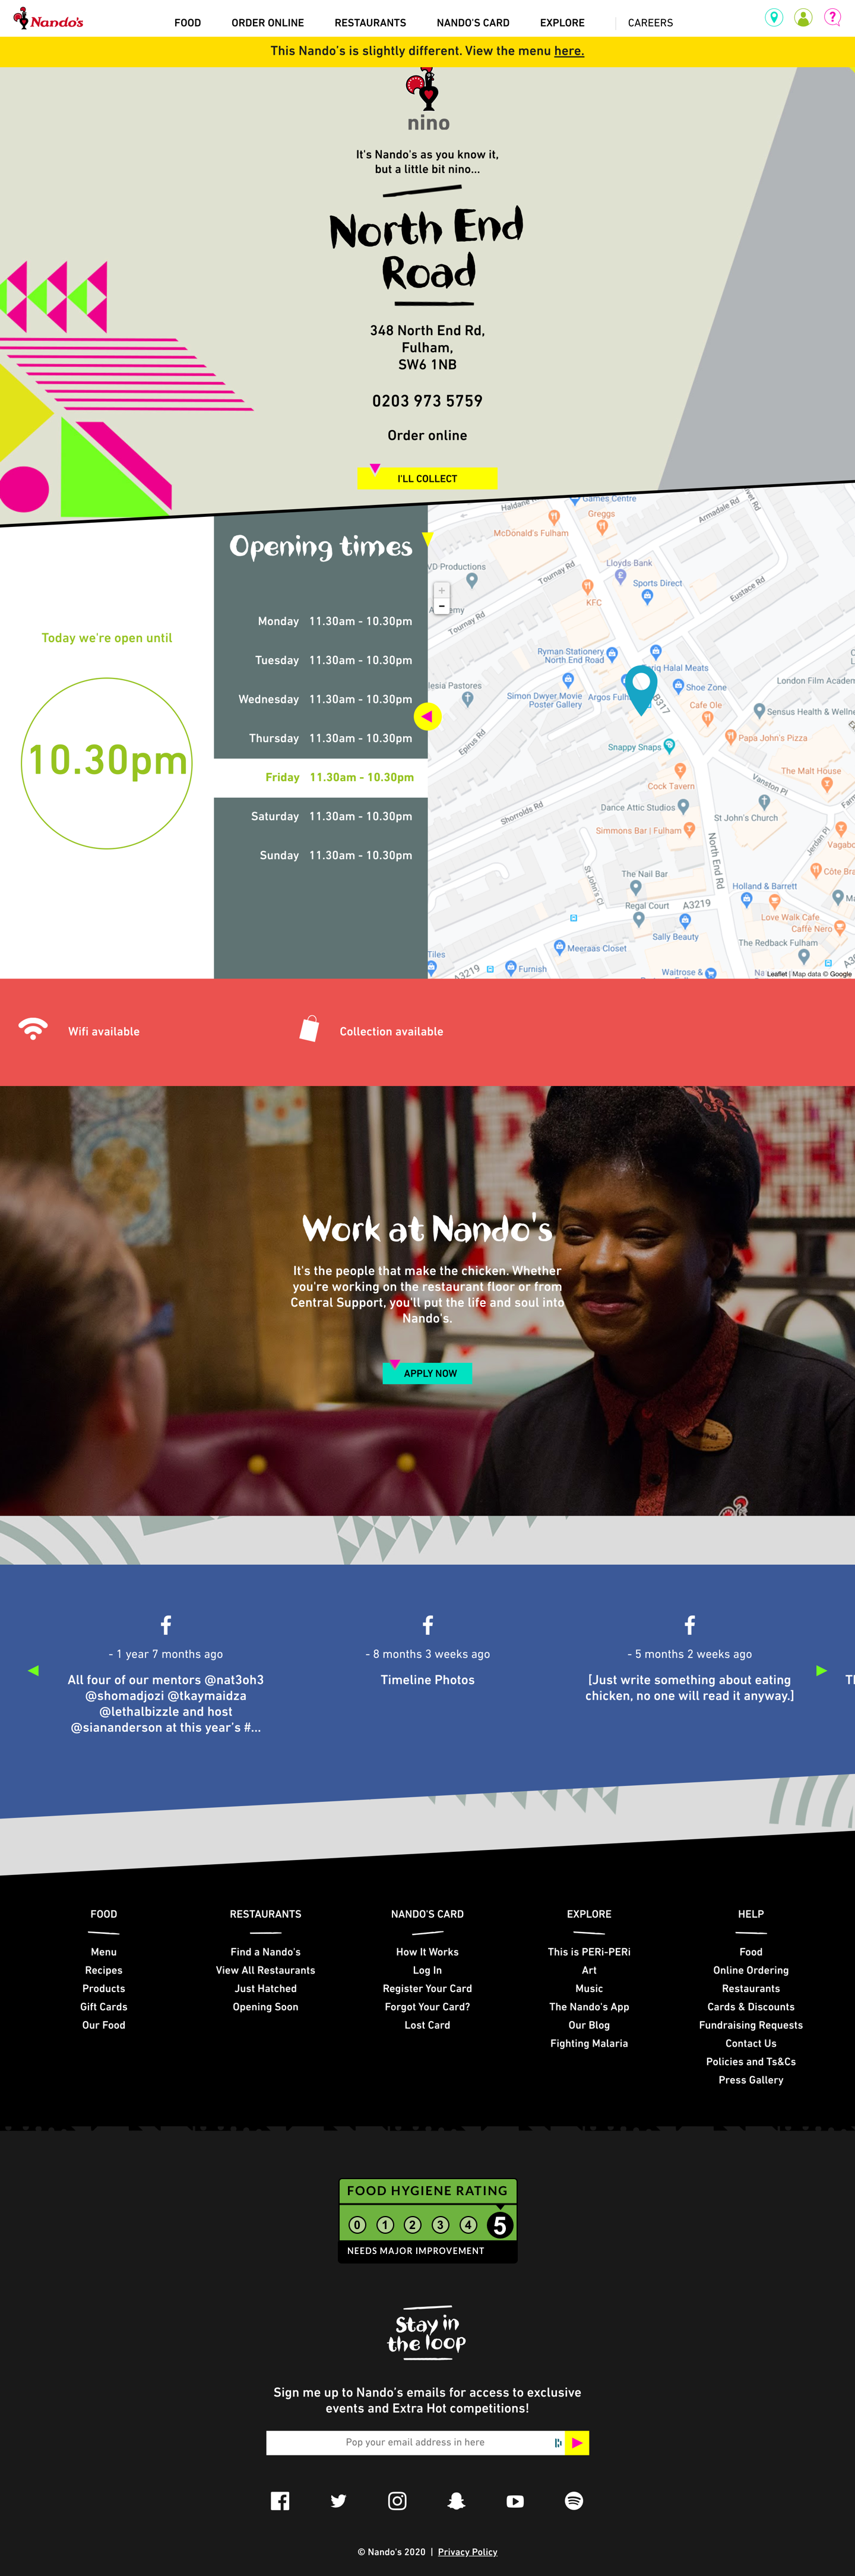 Nando's
FOOD
ORDER ONLINE
RESTAURANTS
NANDO'S CARD
EXPLORE
CAREERS
?
This Nando's is slightly different. View the menu here.
nino
It's Nando's as you know it,
but a little bit nino...
North End
Road
348 North End Rd,
Fulham,
SW6 1NB
0203 973 5759
Order online
I'LL COLLECT
Today we're open until
10.30pm
Opening times
Monday 11.30am - 10.30pm
Tuesday 11.30am - 10.30pm
Wednesday 11.30am - 10.30pm
Thursday 11.30am - 10.30pm
Friday 11.30am - 10.30pm
Saturday 11.30am - 10.30pm
Sunday 11.30am - 10.30pm
+
-
Haldane
Games Centre
Greggs
Armadale Rd
McDonald's Fulham
VD Productions
Tournay Rd
Lloyds Bank
Sports Direct
Eustace Rd
KFC
Tournay Rd
Ryman Stationery
North End Road
Halal Meats
lesia Pastores
Simon Dwyer Movie
Poster Gallery
Argos
Shoe Zone
London Film Academ
B317
Cafe Ole
Sensus Health & Wellne
Epirus Rd
Papa John's Pizza
Snappy Snaps
The Malt House
Cock Tavern
Vanston Pl
Shorrolds Rd
Dance Attic Studios
St John's Church
Simmons Bar | Fulham
Jerdan Pl
Vagabo
North End Rd
St John's Cl
The Nail Bar
Côte Bra
Holland & Barrett
Regal Court
A3219
Love Walk Cafe
Caffè Nero
Sally Beauty
The Redback Fulham
Meeraas Closet
Tiles
A3219
Furnish
Waitrose &
Na
Leaflet | Map data © Google
Wifi available
Collection available
Work at Nando's
It's the people that make the chicken. Whether
you're working on the restaurant floor or from
Central Support, you'll put the life and soul into
Nando's.
APPLY NOW
- 1 year 7 months ago
All four of our mentors @nat3oh3
@shomadjozi @tkaymaidza
@lethalbizzle and host
@siananderson at this year's #...
- 8 months 3 weeks ago
Timeline Photos
- 5 months 2 weeks ago
[Just write something about eating
chicken, no one will read it anyway.]
FOOD
Menu
Recipes
Products
Gift Cards
Our Food
RESTAURANTS
Find a Nando's
View All Restaurants
Just Hatched
Opening Soon
NANDO'S CARD
How It Works
Log In
Register Your Card
Forgot Your Card?
Lost Card
EXPLORE
This is PERi-PERi
Art
Music
The Nando's App
Our Blog
Fighting Malaria
HELP
Food
Online Ordering
Restaurants
Cards & Discounts
Fundraising Requests
Contact Us
Policies and Ts&Cs
Press Gallery
FOOD HYGIENE RATING
0 1 2 3 4 5
NEEDS MAJOR IMPROVEMENT
Stay in
the loop
Sign me up to Nando's emails for access to exclusive
events and Extra Hot competitions!
Pop your email address in here
© Nando's 2020 | Privacy Policy